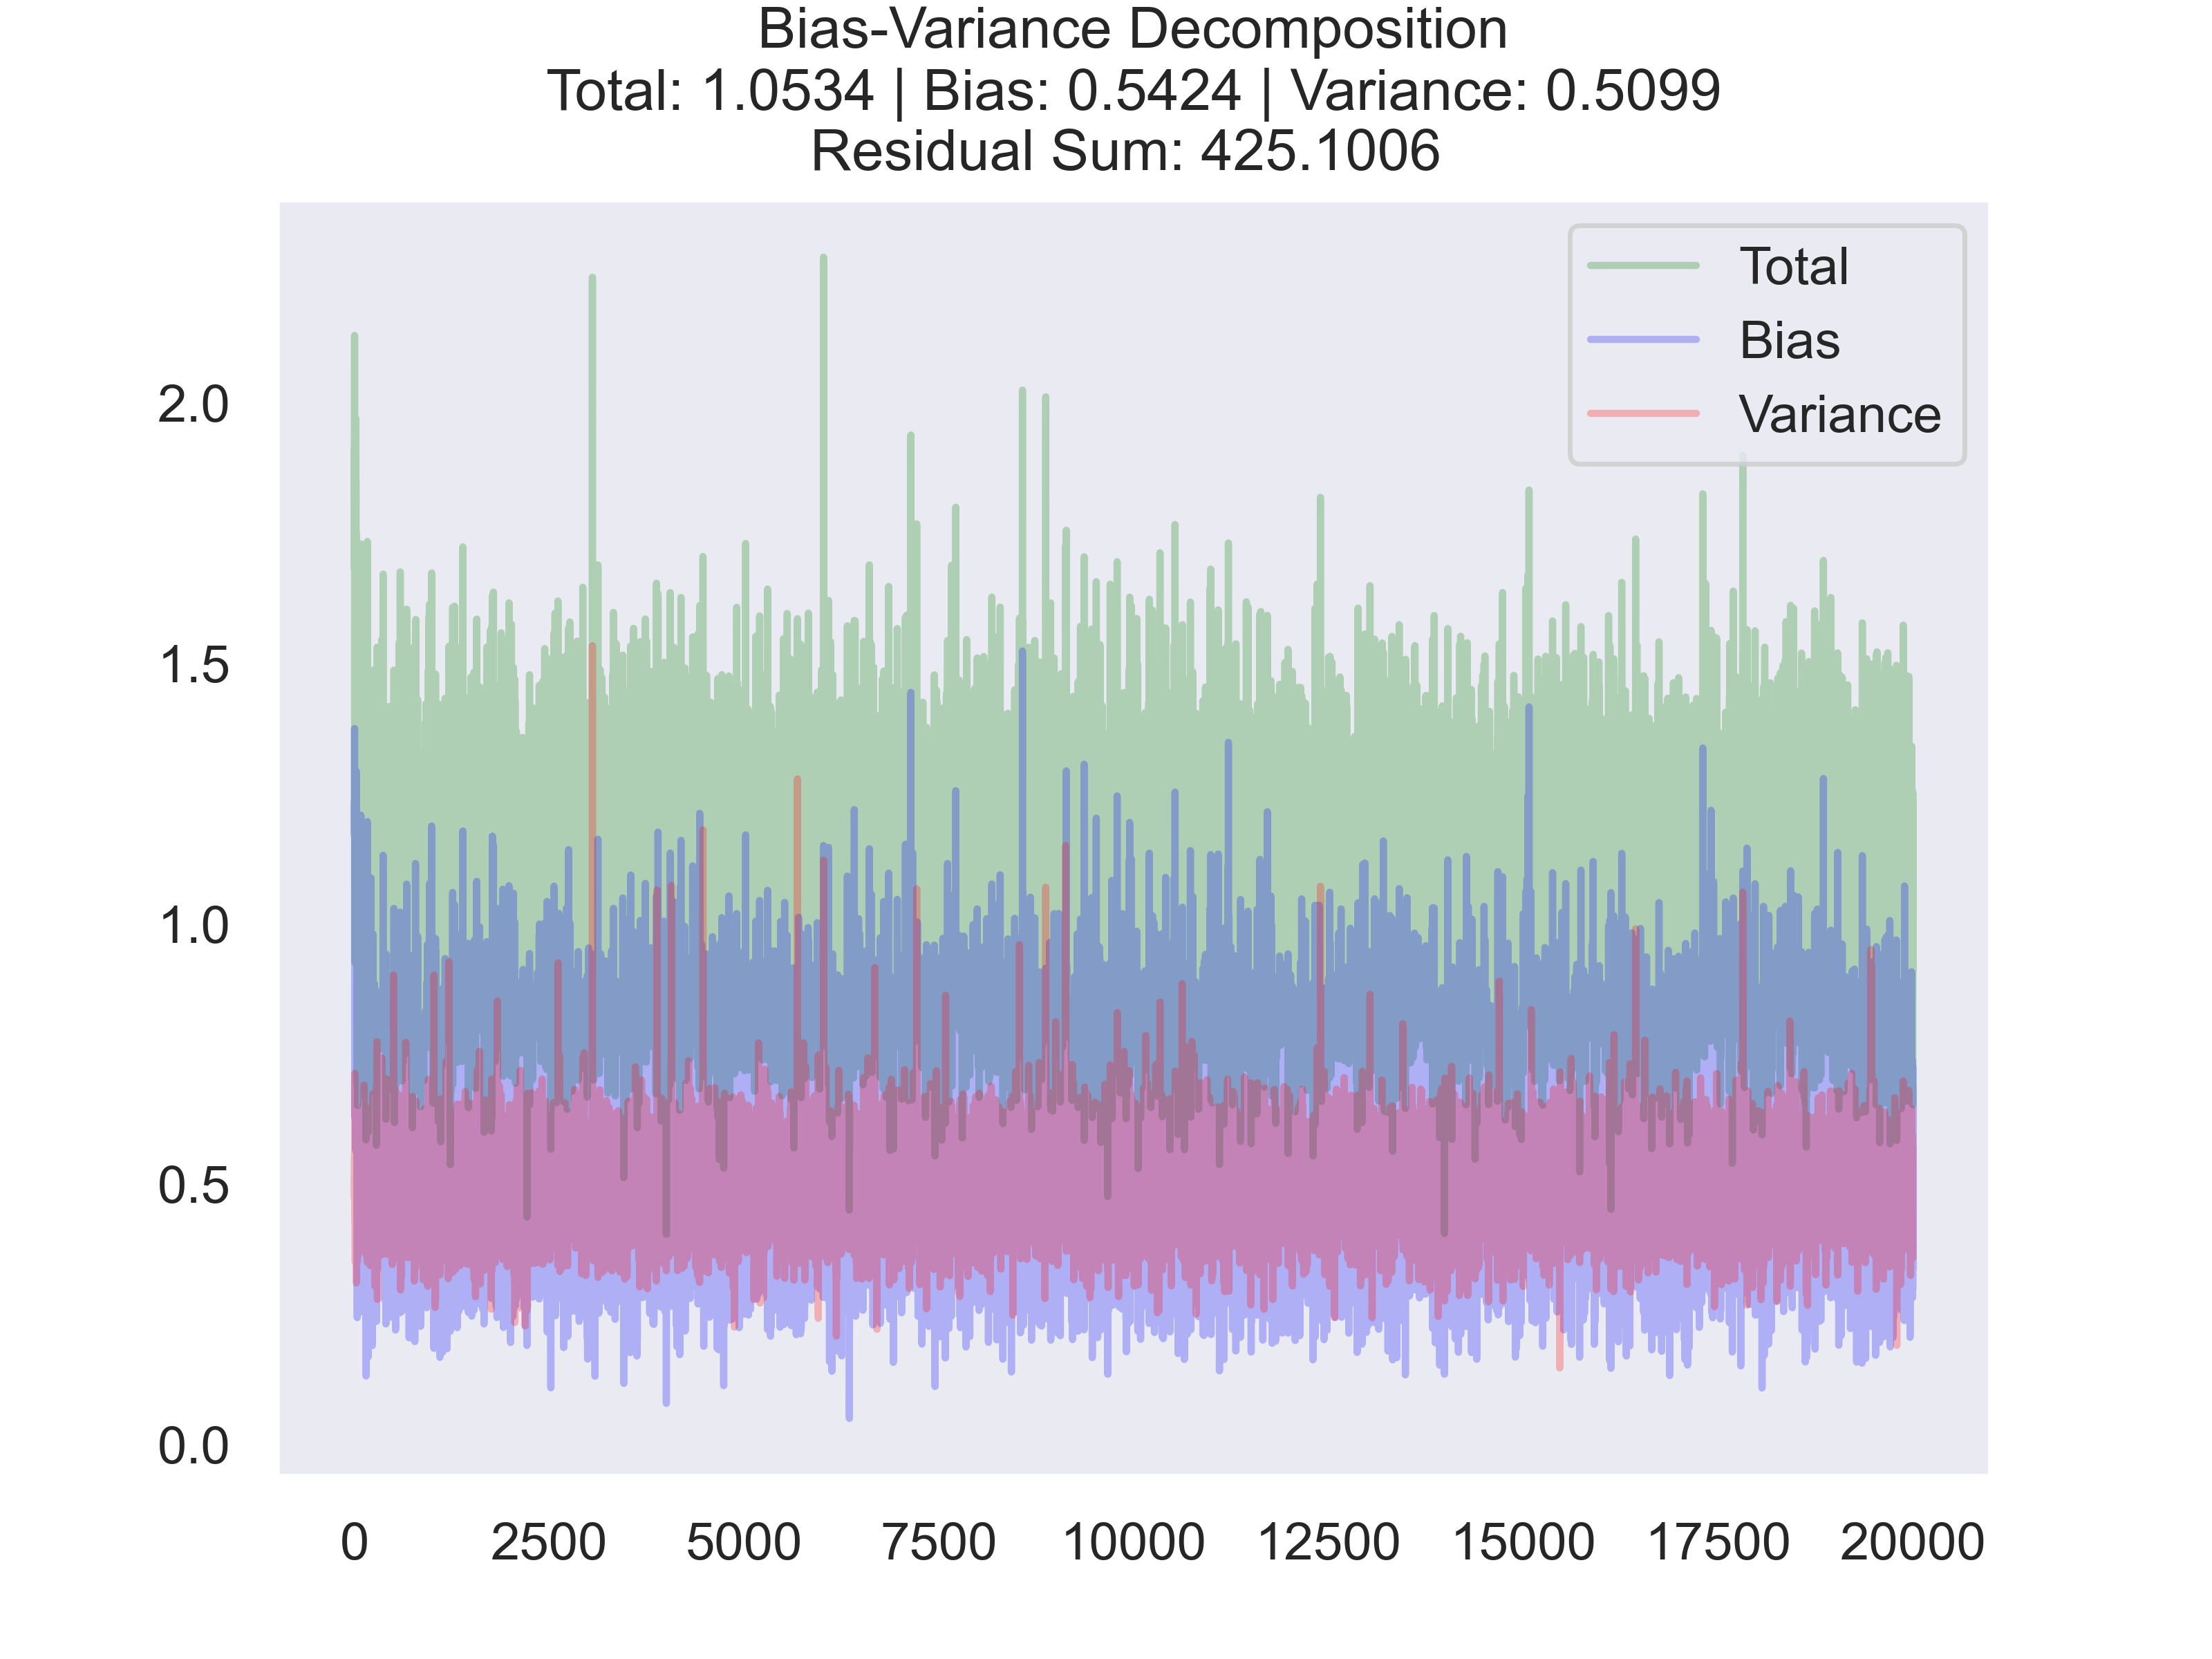 Bias-Variance Decomposition
Total: 1.0534 | Bias: 0.5424 | Variance: 0.5099
Residual Sum: 425.1006
Total
Bias
Variance
2.0
1.5
1.0
0.5
0.0
0 2500 5000 7500 10000 12500 15000 17500 20000